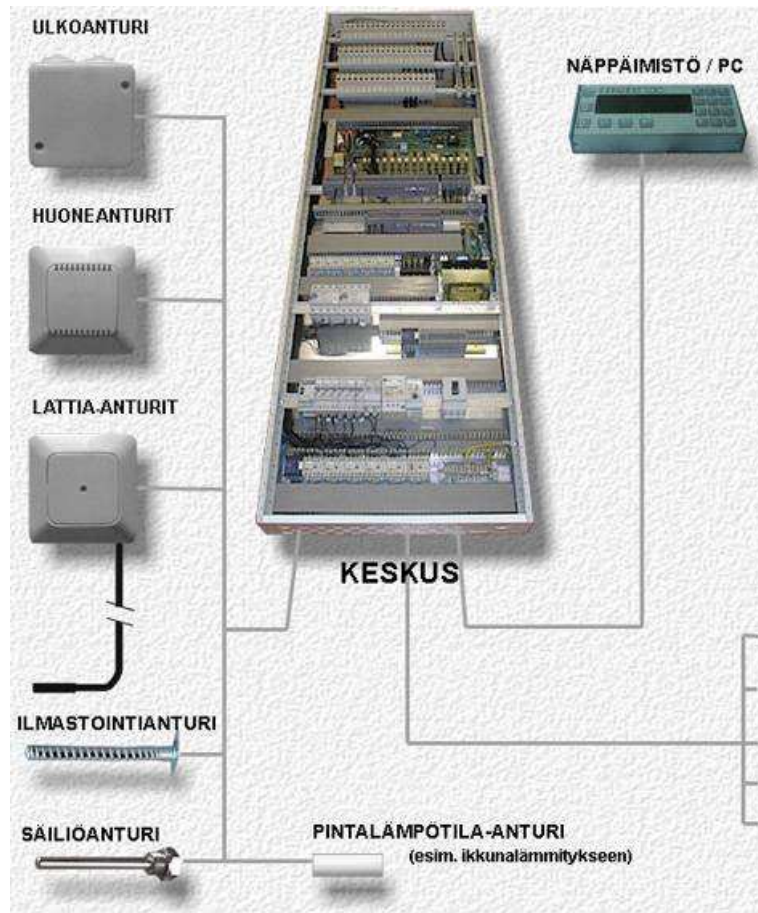 ULKOANTURI
NÄPPÄIMISTÖ / PC
HUONEANTURIT
LATTIA-ANTURIT
KESKUS
ILMASTOINTIANTURI
SÄILIÖANTURI
PINTALÄMPÖTILA-ANTURI
(esim. ikkunalämmitykseen)